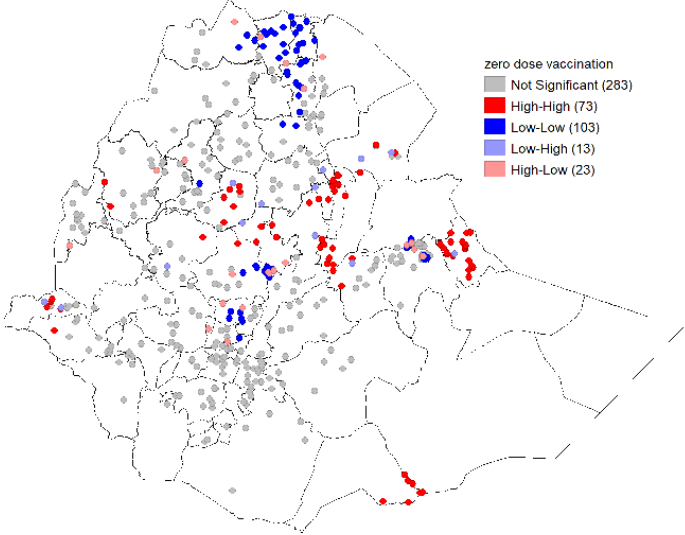 zero dose vaccination
Not Significant (283)
High-High (73)
Low-Low (103)
Low-High (13)
High-Low (23)